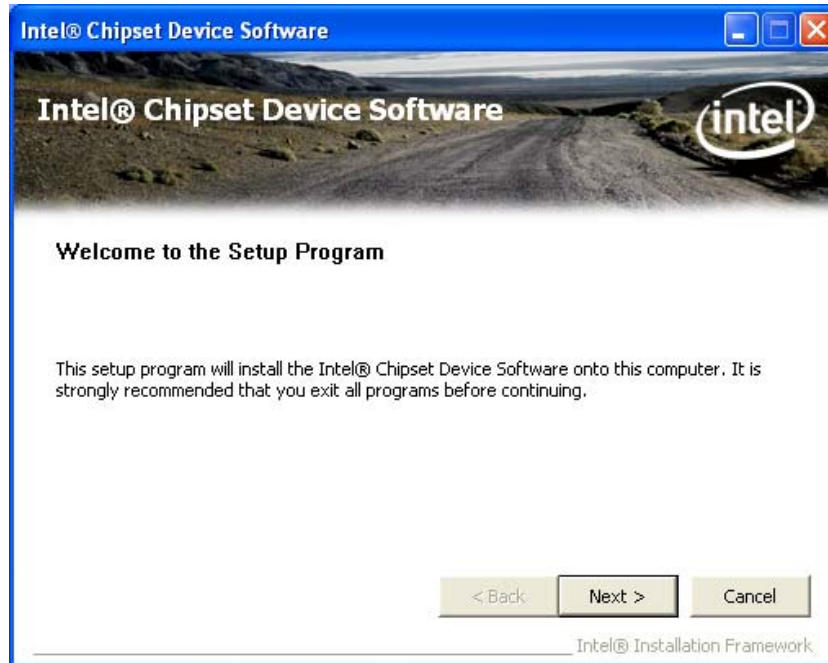 Intel® Chipset Device Software
Intel® Chipset Device Software
intel
Welcome to the Setup Program
This setup program will install the Intel® Chipset Device Software onto this computer. It is
strongly recommended that you exit all programs before continuing.
< Back
Next >
Cancel
Intel® Installation Framework